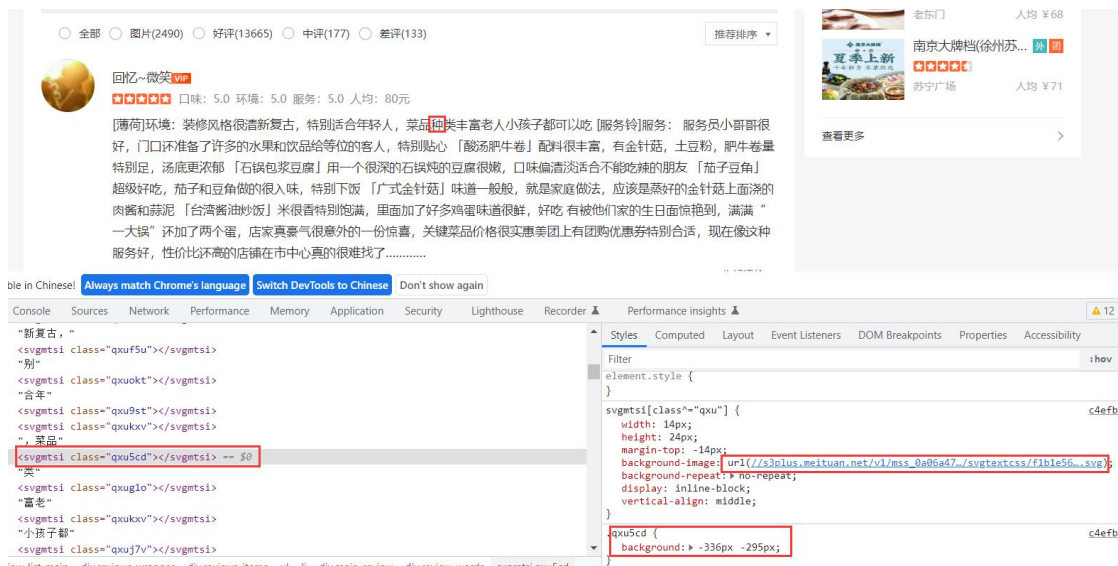 全部 图片(2490) 好评(13665) 中评(177) 差评(133)
推荐排序
回忆~微笑 VIP
口味：5.0 环境：5.0 服务：5.0 人均：80元
[薄荷]环境：装修风格很清新复古，特别适合年轻人，菜品种类丰富老人小孩子都可以吃 [服务铃]服务： 服务员小哥哥很
好，门口还准备了许多的水果和饮品给等位的客人，特别贴心 「酸汤肥牛卷」配料很丰富，有金针菇，土豆粉，肥牛卷量
特别足，汤底更浓郁 「石锅包浆豆腐」用一个很深的石锅炖的豆腐很嫩，口味偏清淡适合不能吃辣的朋友 「茄子豆角」
超级好吃，茄子和豆角做的很入味，特别下饭 「广式金针菇」味道一般般，就是家庭做法，应该是蒸好的金针菇上面浇的
肉酱和蒜泥 「台湾酱油炒饭」米很香特别饱满，里面加了好多鸡蛋味道很鲜，好吃 有被他们家的生日面惊艳到，满满“
一大锅”还加了两个蛋，店家真豪气很意外的一份惊喜，关键菜品价格很实惠美团上有团购优惠券特别合适，现在像这种
服务好，性价比还高的店铺在市中心真的很难找了............
老东门 人均 ¥68
南京大牌档(徐州苏... 外 团
苏宁广场 人均 ¥71
夏季上新
查看更多
ble in Chinese! Always match Chrome's language Switch DevTools to Chinese Don't show again
Console Sources Network Performance Memory Application Security Lighthouse Recorder Performance insights 12
"新复古，"
<svgmtsi class="qxuf5u"></svgmtsi>
"别"
<svgmtsi class="qxuokt"></svgmtsi>
"合年"
<svgmtsi class="qxu9st"></svgmtsi>
<svgmtsi class="qxukxv"></svgmtsi>
"，菜品"
<svgmtsi class="qxu5cd"></svgmtsi> == $0
"类"
<svgmtsi class="qxuglo"></svgmtsi>
"富老"
<svgmtsi class="qxukxv"></svgmtsi>
"小孩子都"
<svgmtsi class="qxuj7v"></svgmtsi>
Styles Computed Layout Event Listeners DOM Breakpoints Properties Accessibility
Filter :hov
element.style {
}
svgmtsi[class^="qxu"] { c4efb
width: 14px;
height: 24px;
margin-top: -14px;
background-image: url(//s3plus.meituan.net/v1/mss_0a06a47…/svgtextcss/f1b1e56….svg);
background-repeat: no-repeat;
display: inline-block;
vertical-align: middle;
}
.qxu5cd { c4efb
background: -336px -295px;
}